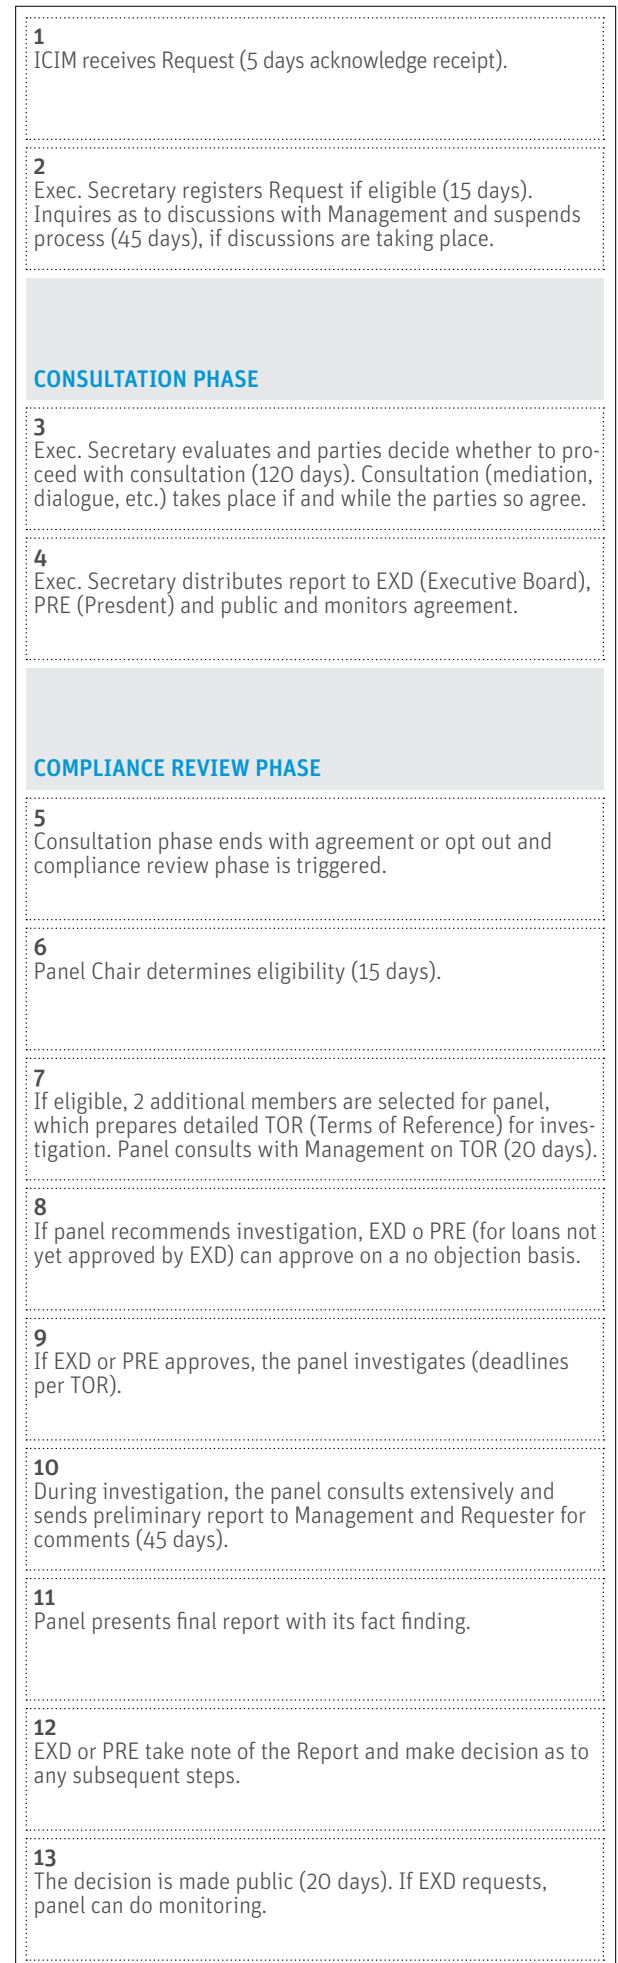 1
ICIM receives Request (5 days acknowledge receipt).
2
Exec. Secretary registers Request if eligible (15 days).
Inquires as to discussions with Management and suspends
process (45 days), if discussions are taking place.
CONSULTATION PHASE
3
Exec. Secretary evaluates and parties decide whether to pro-
ceed with consultation (120 days). Consultation (mediation,
dialogue, etc.) takes place if and while the parties so agree.
4
Exec. Secretary distributes report to EXD (Executive Board),
PRE (Presdent) and public and monitors agreement.
COMPLIANCE REVIEW PHASE
5
Consultation phase ends with agreement or opt out and
compliance review phase is triggered.
6
Panel Chair determines eligibility (15 days).
7
If eligible, 2 additional members are selected for panel,
which prepares detailed TOR (Terms of Reference) for inves-
tigation. Panel consults with Management on TOR (20 days).
8
If panel recommends investigation, EXD o PRE (for loans not
yet approved by EXD) can approve on a no objection basis.
9
If EXD or PRE approves, the panel investigates (deadlines
per TOR).
10
During investigation, the panel consults extensively and
sends preliminary report to Management and Requester for
comments (45 days).
11
Panel presents final report with its fact finding.
12
EXD or PRE take note of the Report and make decision as to
any subsequent steps.
13
The decision is made public (20 days). If EXD requests,
panel can do monitoring.